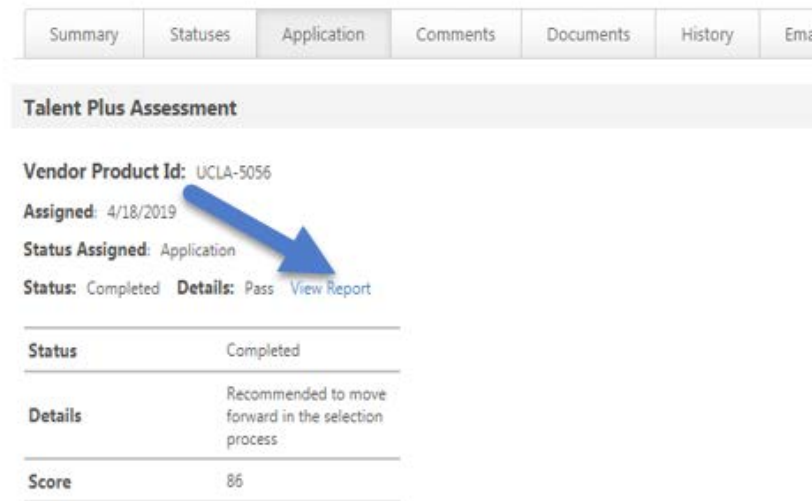 Summary Statuses Application Comments Documents History Ema
Talent Plus Assessment
Vendor Product Id: UCLA-5056
Assigned: 4/18/2019
Status Assigned: Application
Status: Completed Details: Pass View Report
Status Completed
Details Recommended to move
forward in the selection
process
Score 86